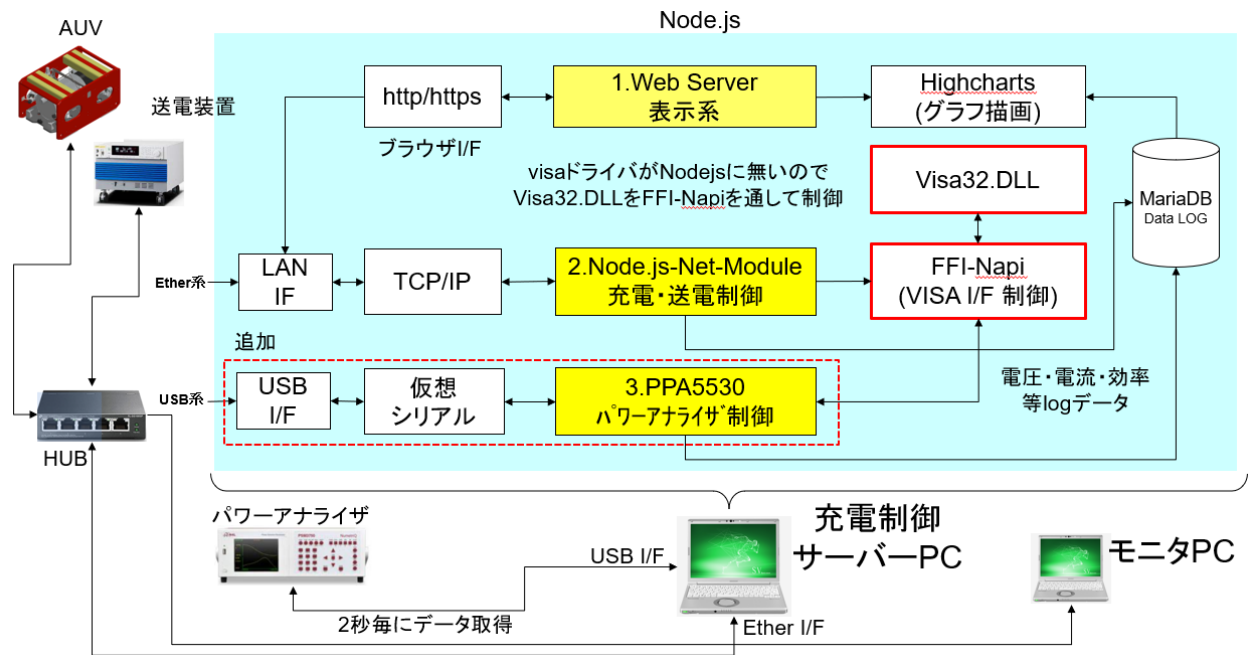 Node.js
AUV
送電装置
http/https
ブラウザI/F
1.Web Server
表示系
Highcharts
(グラフ描画)
visaドライバがNodejsに無いので
Visa32.DLLをFFI-Napiを通して制御
Visa32.DLL
MariaDB
Data LOG
Ether系
LAN
IF
TCP/IP
2.Node.js-Net-Module
充電・送電制御
FFI-Napi
(VISA I/F 制御)
追加
USB系
USB
I/F
仮想
シリアル
3.PPA5530
パワーアナライザ制御
電圧・電流・効率
等logデータ
HUB
パワーアナライザ
USB I/F
充電制御
サーバーPC
モニタPC
2秒毎にデータ取得
Ether I/F